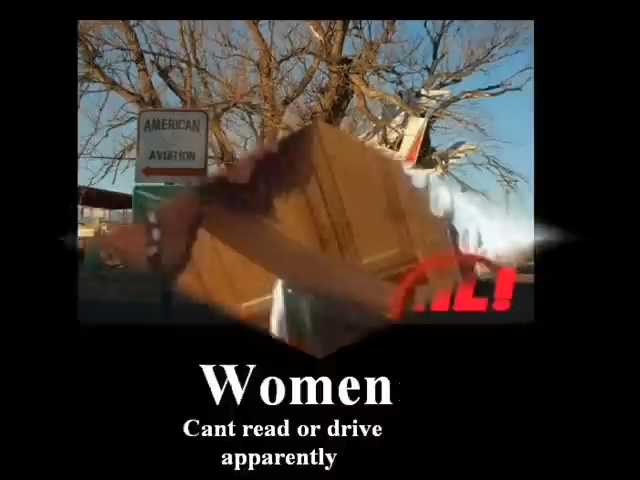 AMERICAN
AVIATION
Women
Cant read or drive
apparently